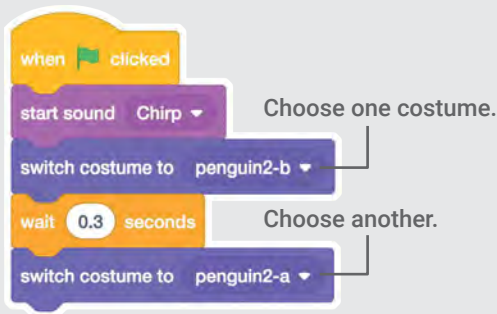 when clicked
start sound Chirp
Choose one costume.
switch costume to penguin2-b
wait 0.3 seconds
Choose another.
switch costume to penguin2-a